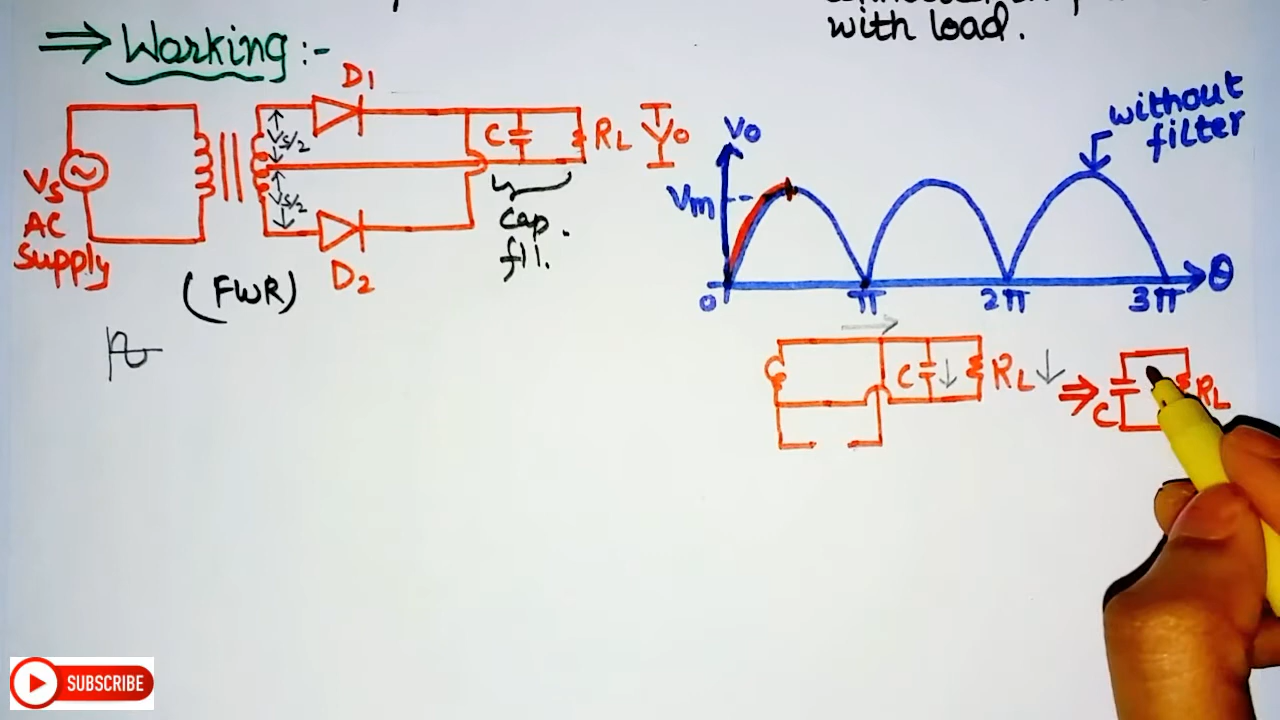 with load.
⇒ Working :-
D1
Vs/2
Vs/2
Vs
AC
Supply
D2
(FWR)
C
RL
Vo
Cap.
fil.
Vo
Vm
without
filter
0
π
2π
3π
θ
C
RL
⇒
C
RL
SUBSCRIBE